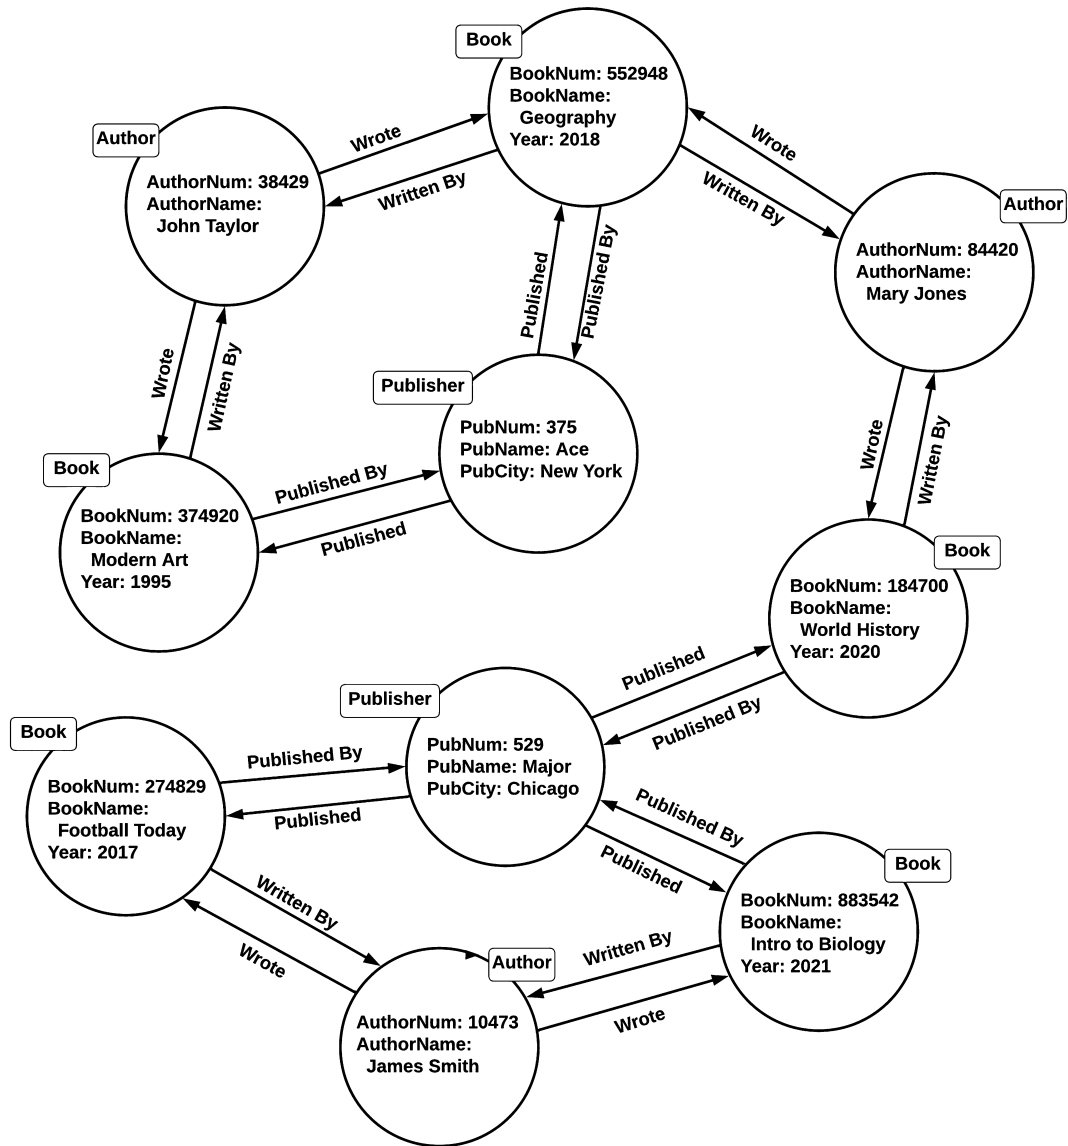 Book
BookNum: 552948
BookName:
Geography
Year: 2018
Author
AuthorNum: 38429
AuthorName:
John Taylor
Wrote
Written By
Wrote
Written By
Author
AuthorNum: 84420
AuthorName:
Mary Jones
Published
Published By
Wrote
Written By
Publisher
PubNum: 375
PubName: Ace
PubCity: New York
Wrote
Written By
Book
BookNum: 374920
BookName:
Modern Art
Year: 1995
Published By
Published
Book
BookNum: 184700
BookName:
World History
Year: 2020
Published
Published By
Publisher
PubNum: 529
PubName: Major
PubCity: Chicago
Book
BookNum: 274829
BookName:
Football Today
Year: 2017
Published By
Published
Published By
Published
Book
BookNum: 883542
BookName:
Intro to Biology
Year: 2021
Written By
Wrote
Written By
Wrote
Author
AuthorNum: 10473
AuthorName:
James Smith